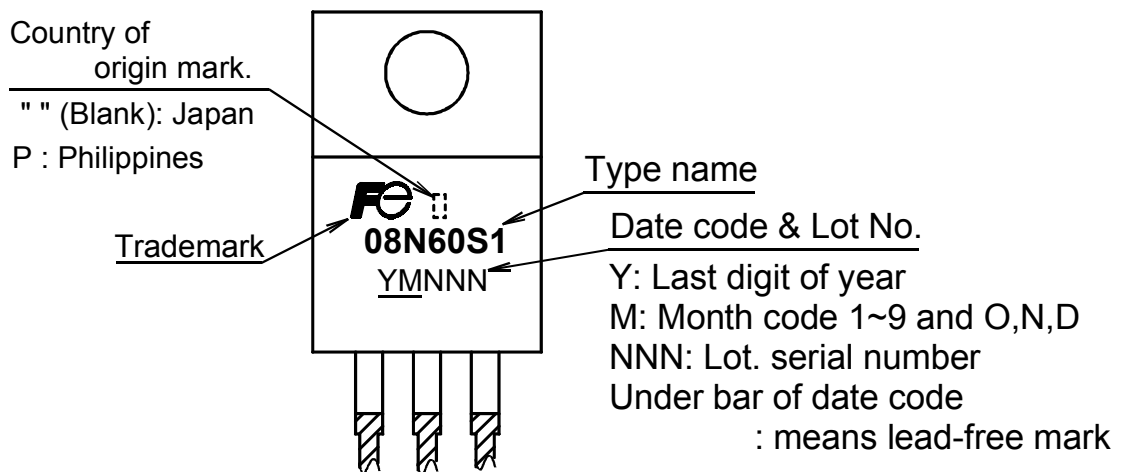 Country of
origin mark.
" " (Blank): Japan
P : Philippines
Trademark
Fe
08N60S1
YMNNN
Type name
Date code & Lot No.
Y: Last digit of year
M: Month code 1~9 and O,N,D
NNN: Lot. serial number
Under bar of date code
: means lead-free mark